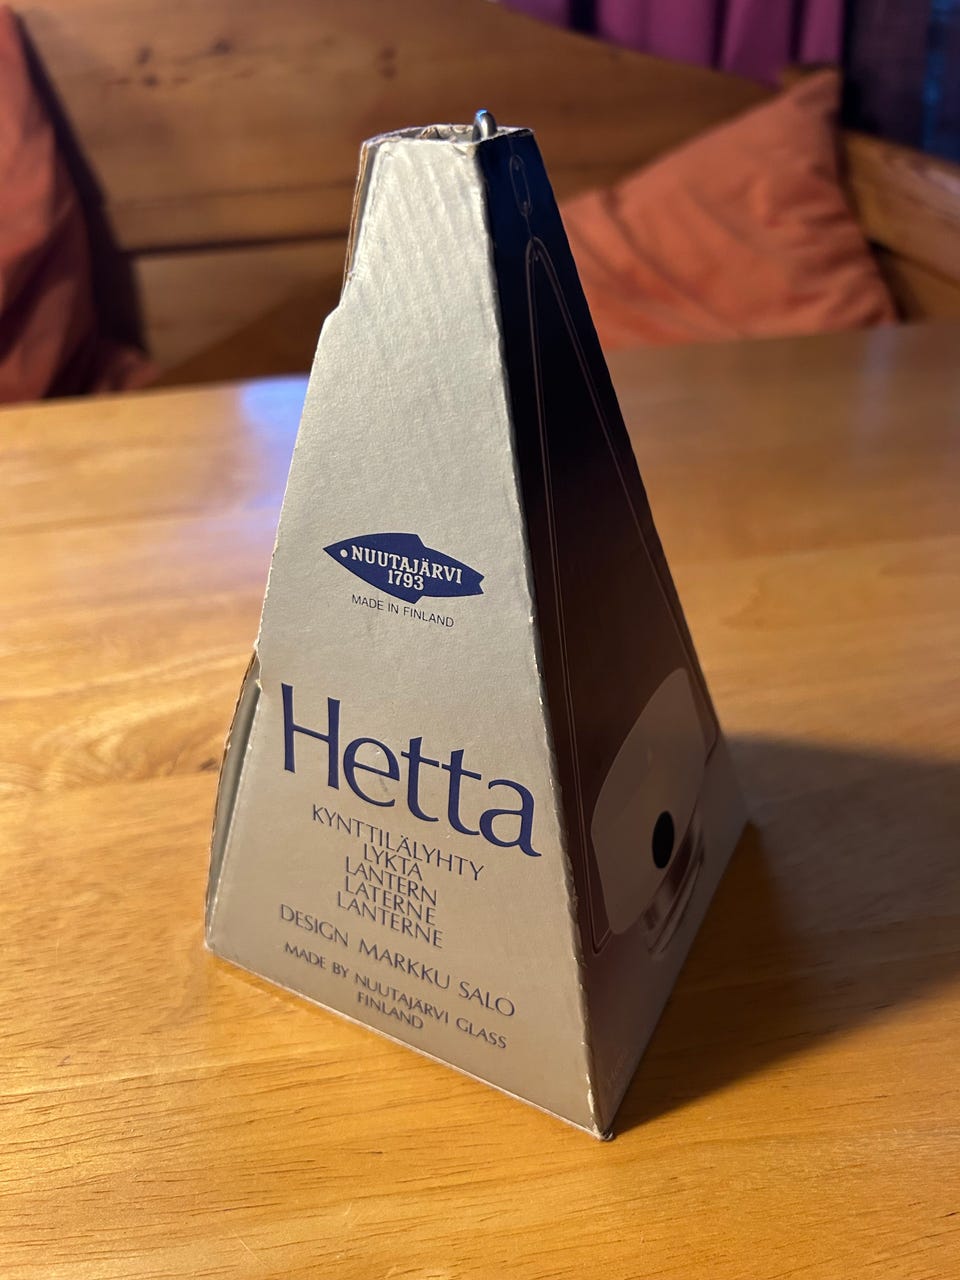 NUUTAJÄRVI
1793
MADE IN FINLAND
Hetta
KYNTTILÄLYHTY
LYKTA
LANTERN
LATERNE
LANTERNE
DESIGN MARKKU SALO
MADE BY NUUTAJÄRVI GLASS
FINLAND